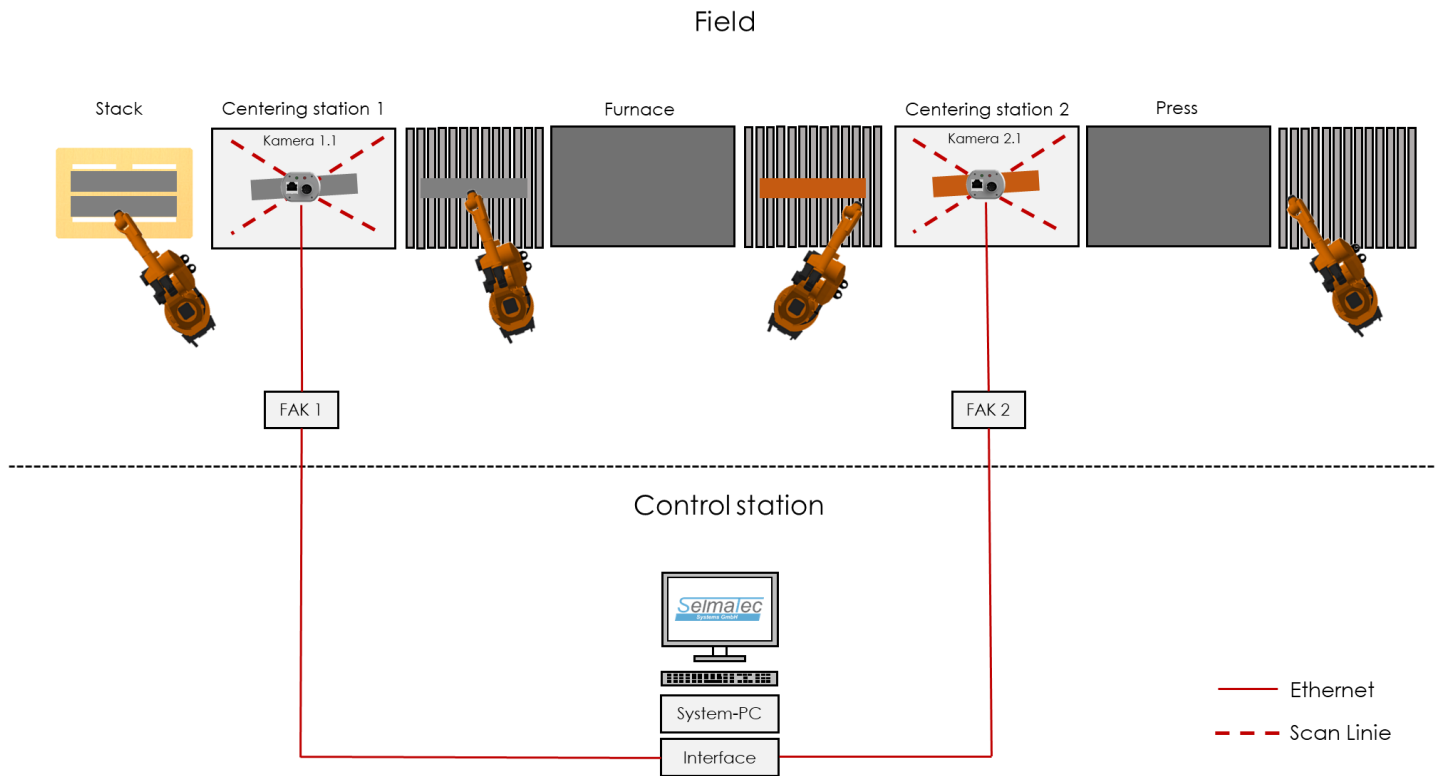 Field
Stack
Centering station 1
Furnace
Centering station 2
Press
Kamera 1.1
Kamera 2.1
FAK 1
FAK 2
Control station
SelmaTec
Systems GmbH
System-PC
Interface
Ethernet
Scan Linie